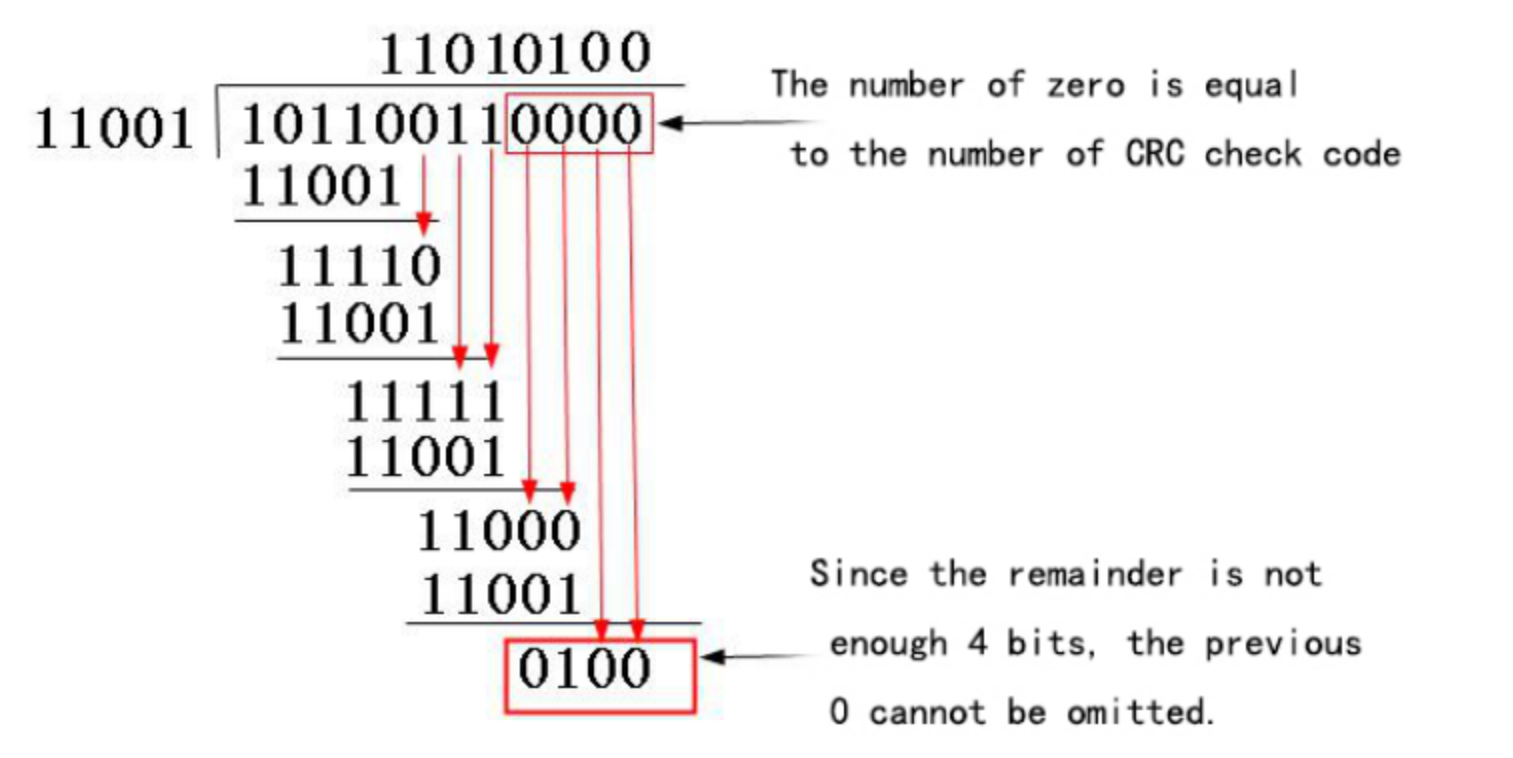 11010100
11001 101100110000
The number of zero is equal
to the number of CRC check code
11001
11110
11001
11111
11001
11000
11001
0100
Since the remainder is not
enough 4 bits, the previous
0 cannot be omitted.